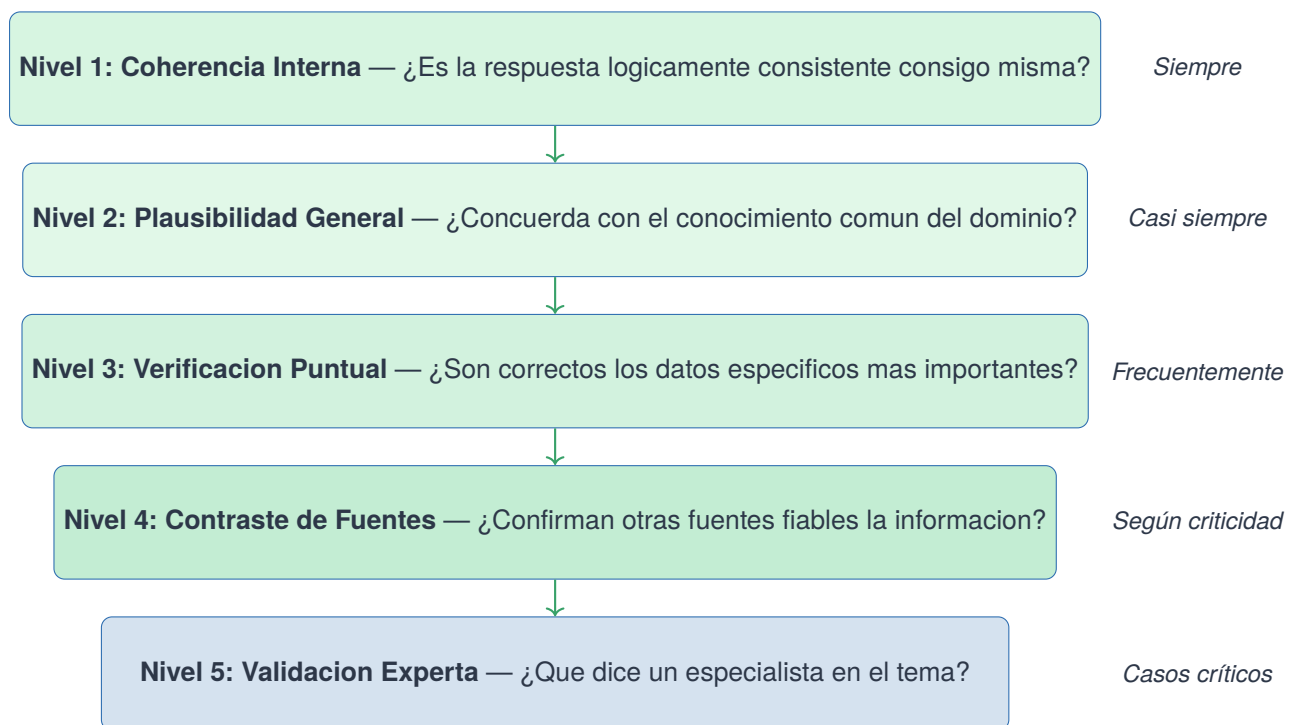 Nivel 1: Coherencia Interna — ¿Es la respuesta logicamente consistente consigo misma? Siempre
Nivel 2: Plausibilidad General — ¿Concuerda con el conocimiento comun del dominio? Casi siempre
Nivel 3: Verificacion Puntual — ¿Son correctos los datos especificos mas importantes? Frecuentemente
Nivel 4: Contraste de Fuentes — ¿Confirman otras fuentes fiables la informacion? Según criticidad
Nivel 5: Validacion Experta — ¿Que dice un especialista en el tema? Casos críticos